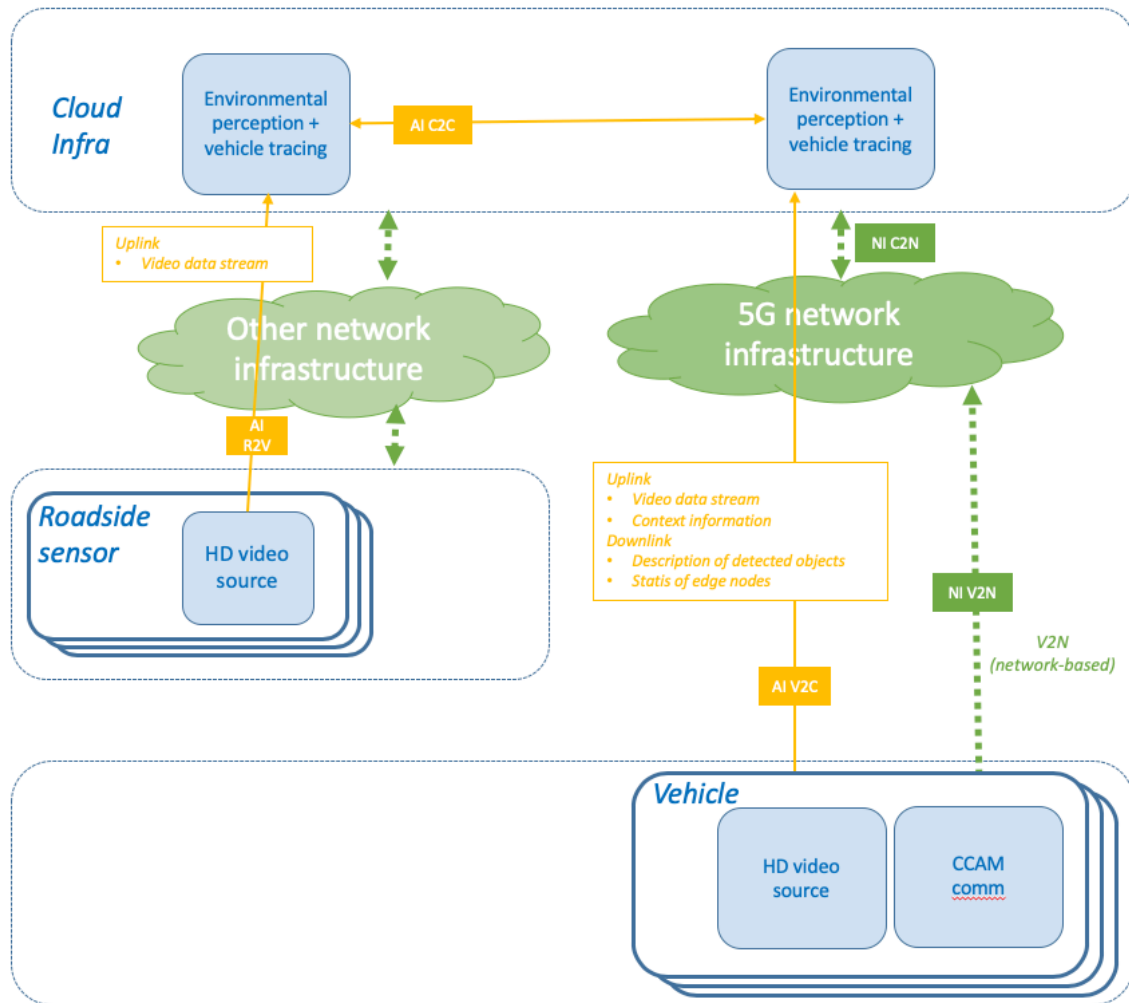 Cloud
Infra
Environmental
perception +
vehicle tracing
AI C2C
Environmental
perception +
vehicle tracing
Uplink
• Video data stream
NI C2N
Other network
infrastructure
5G network
infrastructure
AI
R2V
Roadside
sensor
HD video
source
Uplink
• Video data stream
• Context information
Downlink
• Description of detected objects
• Statis of edge nodes
NI V2N
V2N
(network-based)
AI V2C
Vehicle
HD video
source
CCAM
comm